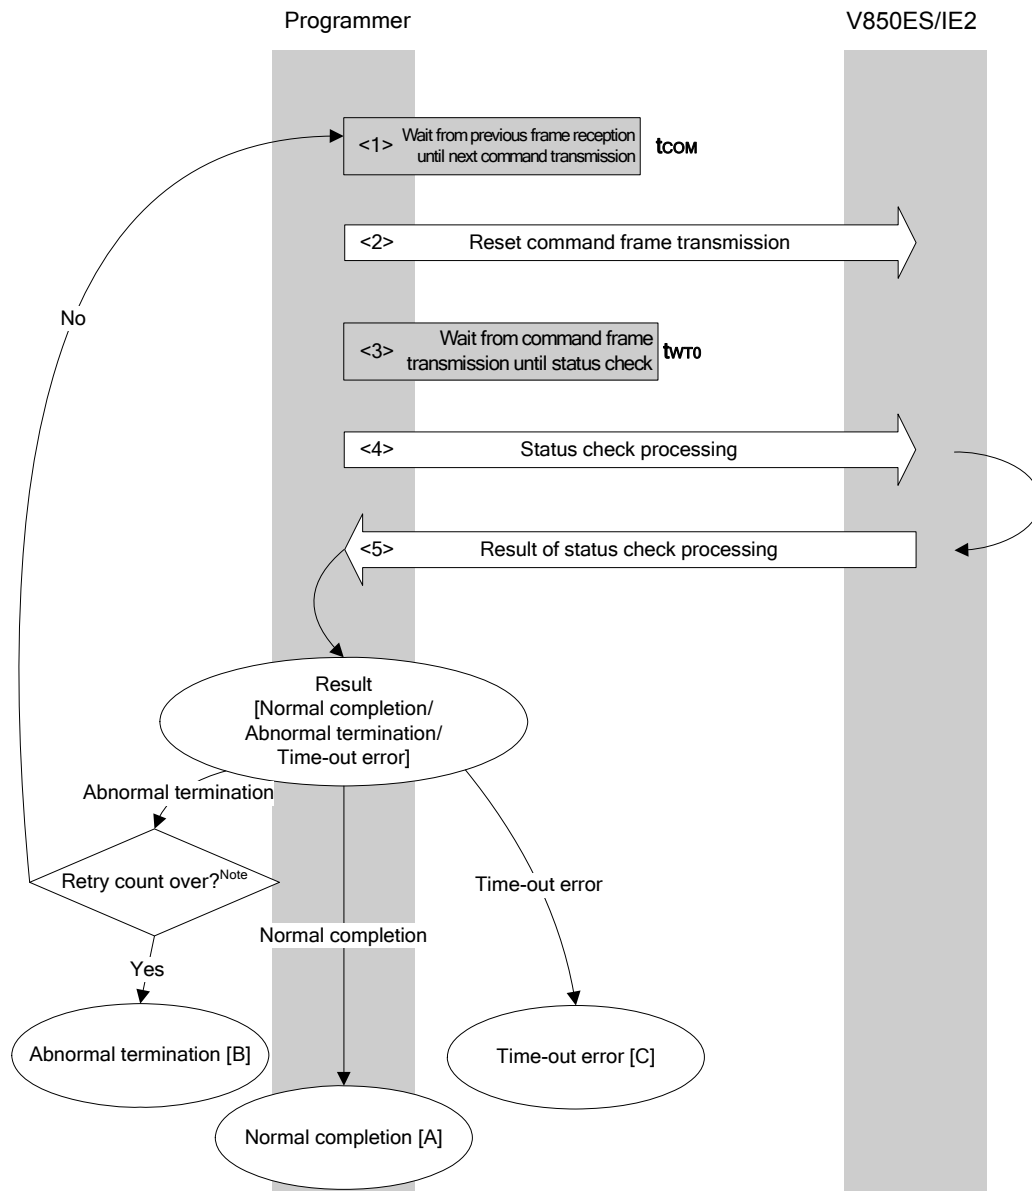 Programmer
V850ES/IE2
<1> Wait from previous frame reception
until next command transmission
tCOM
<2> Reset command frame transmission
<3> Wait from command frame
transmission until status check
tWT0
<4> Status check processing
<5> Result of status check processing
Result
[Normal completion/
Abnormal termination/
Time-out error]
Abnormal termination
No
Retry count over?Note
Time-out error
Normal completion
Yes
Abnormal termination [B]
Time-out error [C]
Normal completion [A]